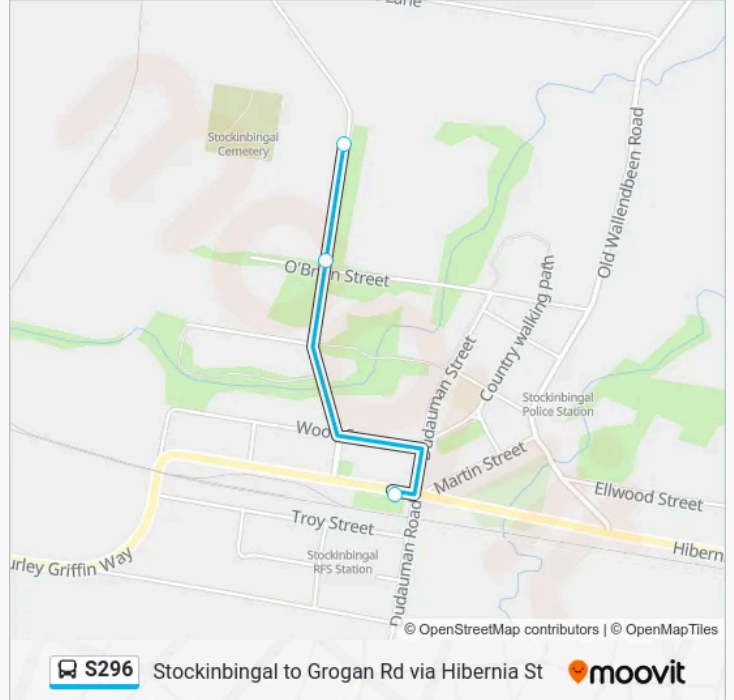 Lane
Stockinbingal
Cemetery
Old Wallendbeen Road
O'Brien Street
Country walking path
Dudauman Street
Stockinbingal
Police Station
Martin Street
Ellwood Street
Troy Street
Stockinbingal
RFS Station
urley Griffin Way
Hibern
Dudauman Road
© OpenStreetMap contributors | © OpenMapTiles
S296 Stockinbingal to Grogan Rd via Hibernia St moovit